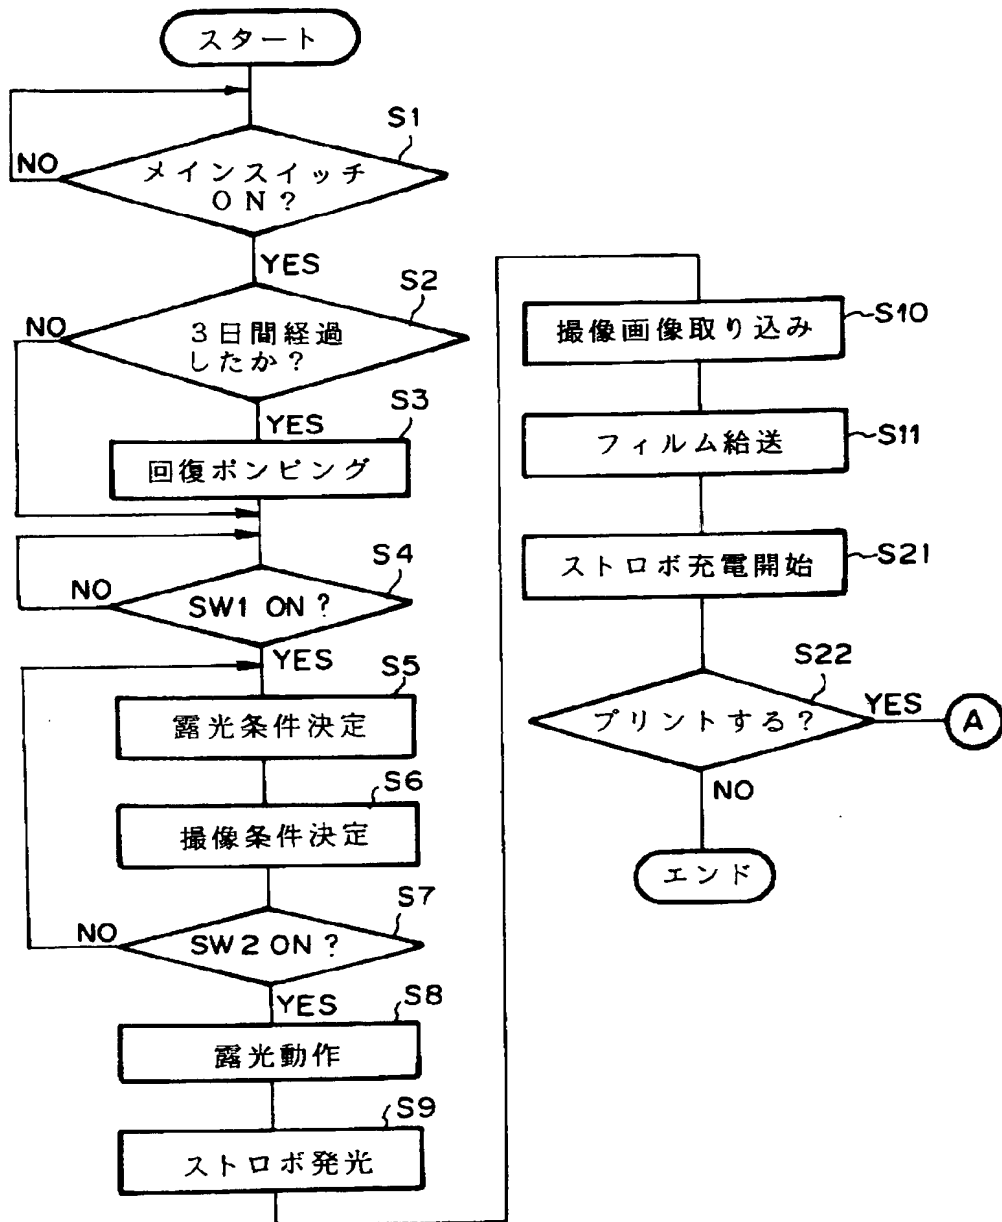 スタート
S1
NO
メインスイッチ
ON?
YES
S2
NO
3日間経過
したか?
YES
S3
回復ポンピング
S4
NO
SW1 ON?
YES
S5
露光条件決定
S6
撮像条件決定
S7
NO
SW2 ON?
YES
S8
露光動作
S9
ストロボ発光
撮像画像取り込み
S10
フィルム給送
S11
ストロボ充電開始
S21
S22
プリントする?
YES
A
NO
エンド